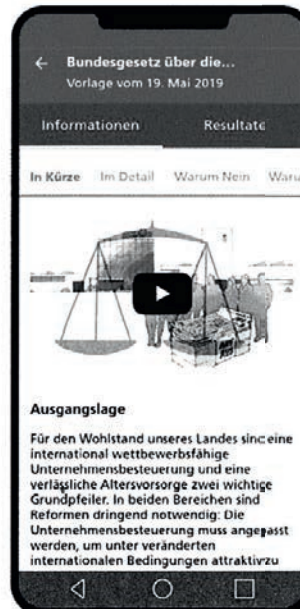 Bundesgesetz über die...
Vorlage vom 19. Mai 2019
Informationen Resultate
In Kürze Im Detail Warum Nein Waru
Ausgangslage
Für den Wohlstand unseres Landes sind eine
international wettbewerbsfähige
Unternehmensbesteuerung und eine
verlässliche Altersvorsorge zwei wichtige
Grundpfeiler. In beiden Bereichen sind
Reformen dringend notwendig: Die
Unternehmensbesteuerung muss angepasst
werden, um unter veränderten
internationalen Bedingungen attraktiv zu